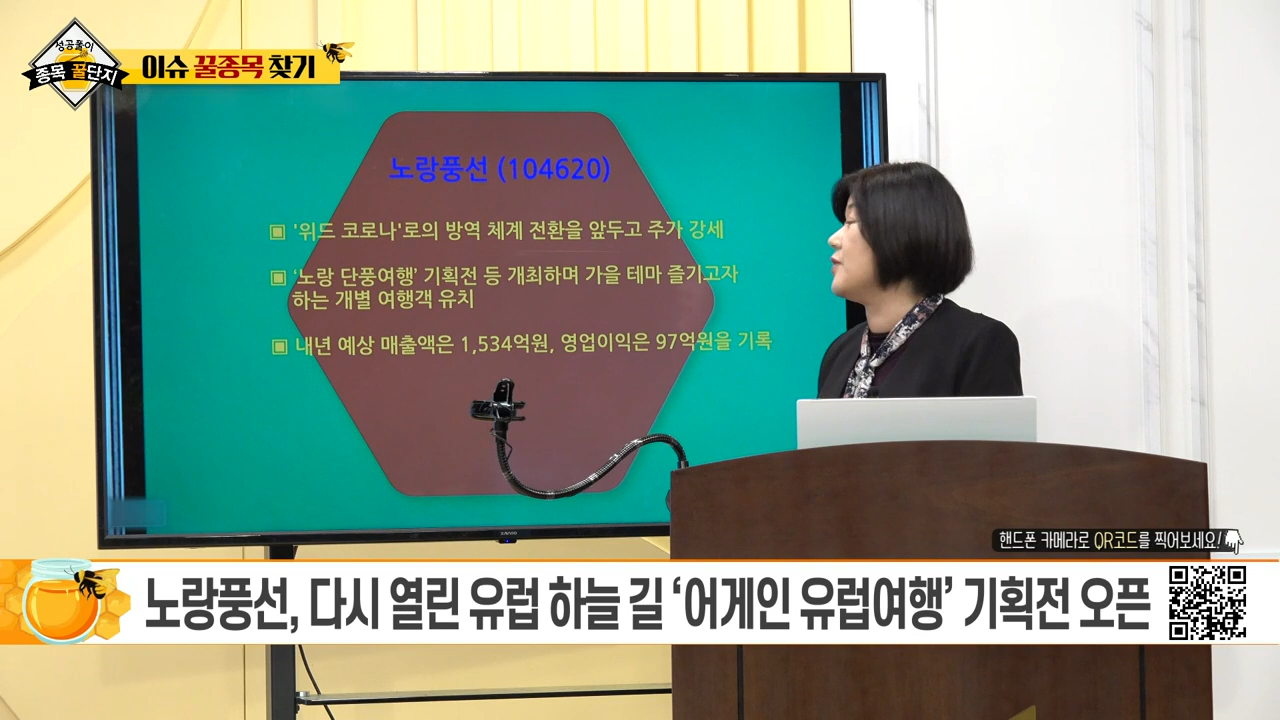 성공풀이
종목 꿀단지
이슈 꿀종목 찾기
노랑풍선 (104620)
▣ '위드 코로나'로의 방역 체계 전환을 앞두고 주가 강세
▣ '노랑 단풍여행' 기획전 등 개최하며 가을 테마 즐기고자
하는 개별 여행객 유치
▣ 내년 예상 매출액은 1,534억원, 영업이익은 97억원을 기록
핸드폰 카메라로 QR코드를 찍어보세요!
노랑풍선, 다시 열린 유럽 하늘 길 ‘어게인 유럽여행’ 기획전 오픈